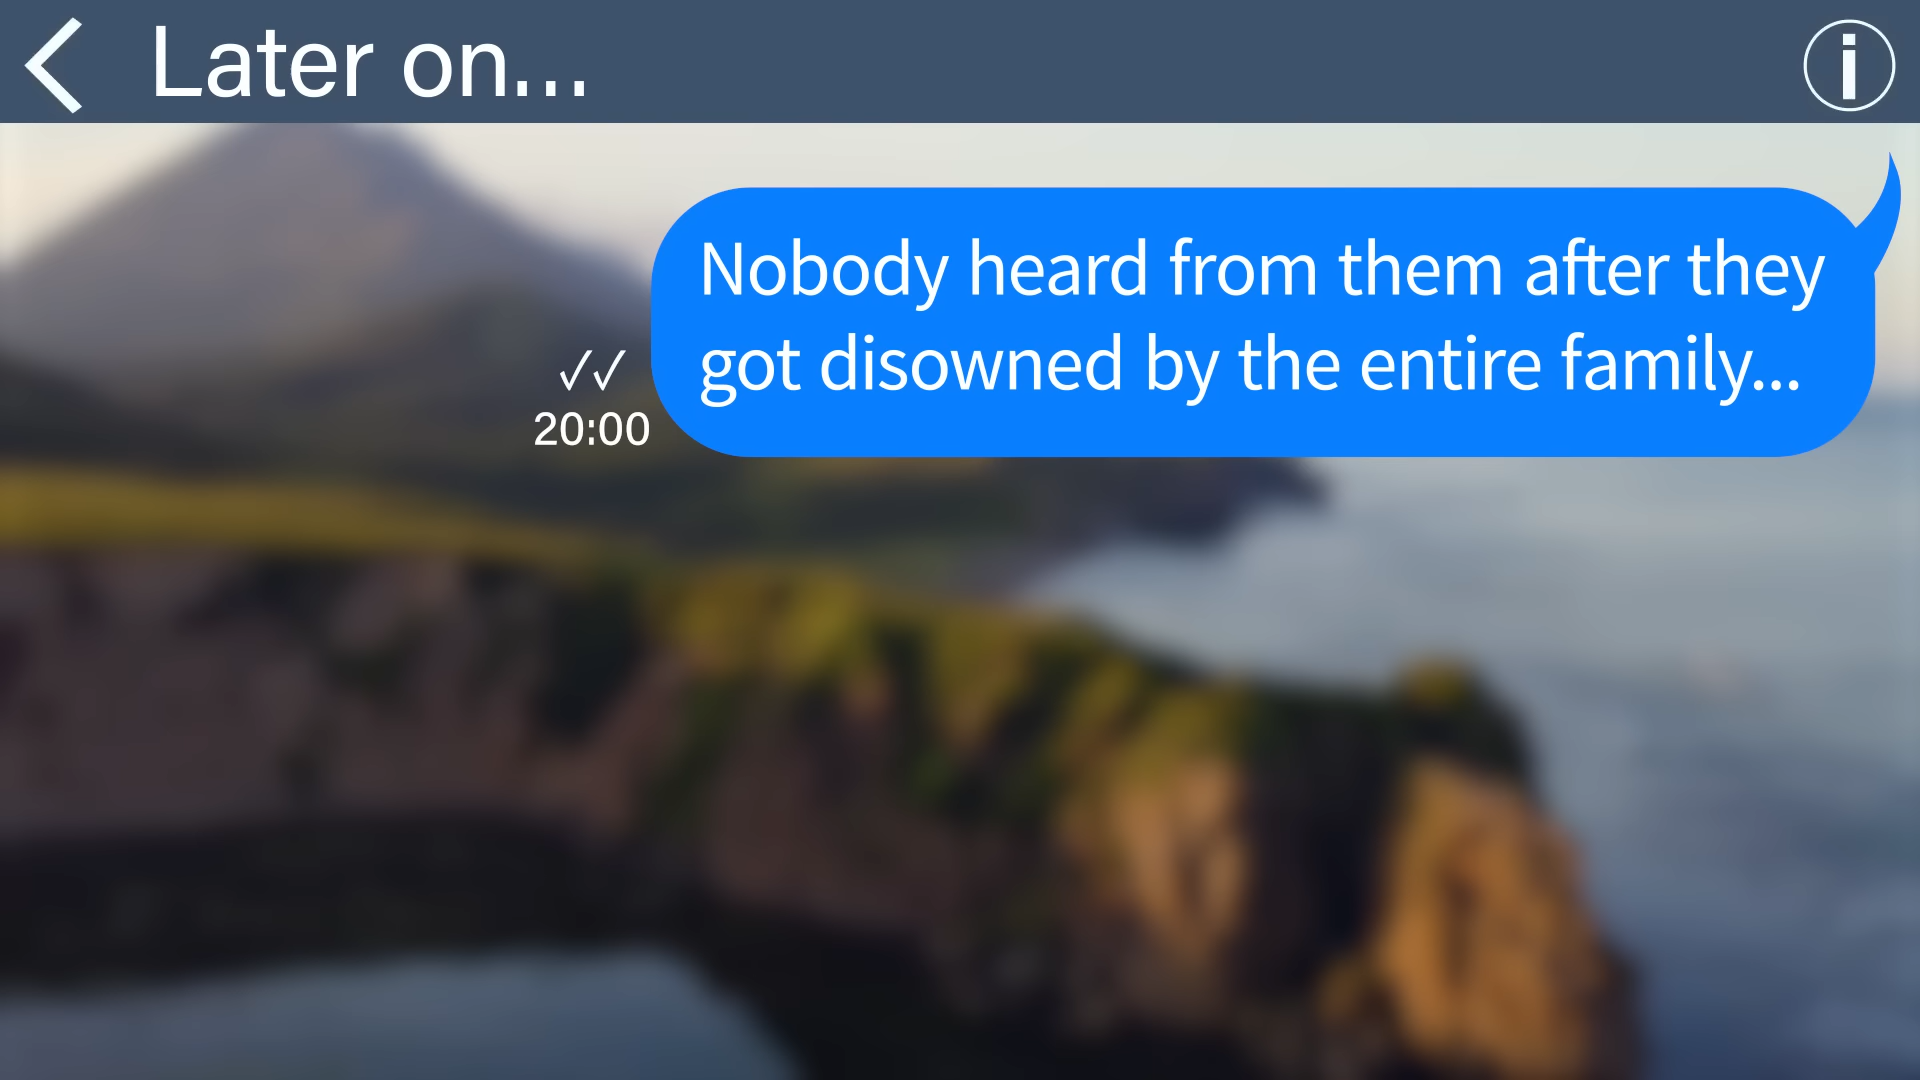 Later on...
Nobody heard from them after they
got disowned by the entire family...
✓✓
20:00